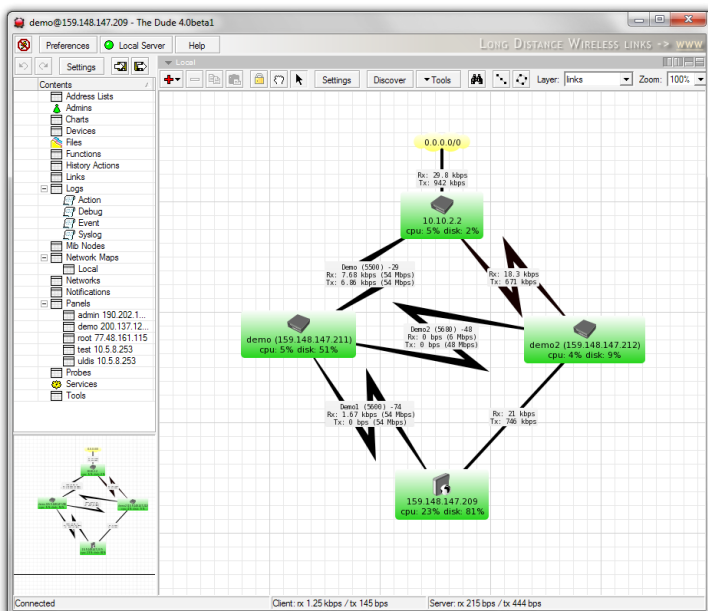 demo@159.148.147.209 - The Dude 4.0beta1
Preferences
Local Server
Help
LONG DISTANCE WIRELESS LINKS -> WWW
Settings
Local
Settings
Discover
Tools
Layer:
links
Zoom:
100%
Contents
Address Lists
Admins
Charts
Devices
Files
Functions
History Actions
Links
Logs
Action
Debug
Event
Syslog
Mib Nodes
Network Maps
Local
Networks
Notifications
Panels
admin 190.202.1...
demo 200.137.12...
root 77.48.161.115
test 10.5.8.253
uldis 10.5.8.253
Probes
Services
Tools
0.0.0.0/0
Rx: 29.8 kbps
Tx: 942 kbps
10.10.2.2
cpu: 5% disk: 2%
Demo (5500) -29
Rx: 7.68 kbps (54 Mbps)
Tx: 6.86 kbps (54 Mbps)
Rx: 18.3 kbps
Tx: 671 kbps
demo (159.148.147.211)
cpu: 5% disk: 51%
Demo2 (5680) -48
Rx: 0 bps (6 Mbps)
Tx: 0 bps (48 Mbps)
demo2 (159.148.147.212)
cpu: 4% disk: 9%
Demo1 (5600) -74
Rx: 1.67 kbps (54 Mbps)
Tx: 0 bps (54 Mbps)
Rx: 21 kbps
Tx: 746 kbps
159.148.147.209
cpu: 23% disk: 81%
Connected
Client: rx 1.25 kbps / tx 145 bps
Server: rx 215 bps / tx 444 bps